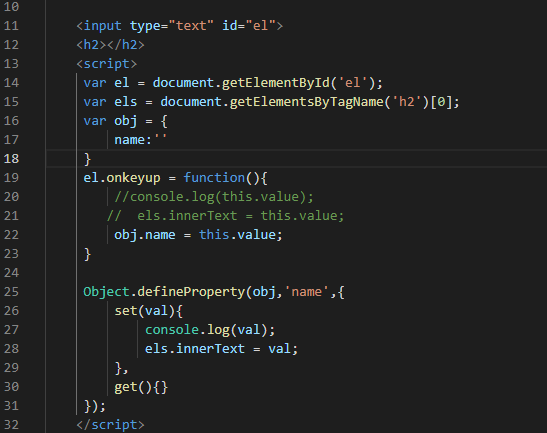 10
11 <input type="text" id="el">
12 <h2></h2>
13 <script>
14 var el = document.getElementById('el');
15 var els = document.getElementsByTagName('h2')[0];
16 var obj = {
17 name:''
18 }
19 el.onkeyup = function(){
20 //console.log(this.value);
21 //  els.innerText = this.value;
22 obj.name = this.value;
23 }
24
25 Object.defineProperty(obj,'name',{
26 set(val){
27 console.log(val);
28 els.innerText = val;
29 },
30 get(){}
31 });
32 </script>